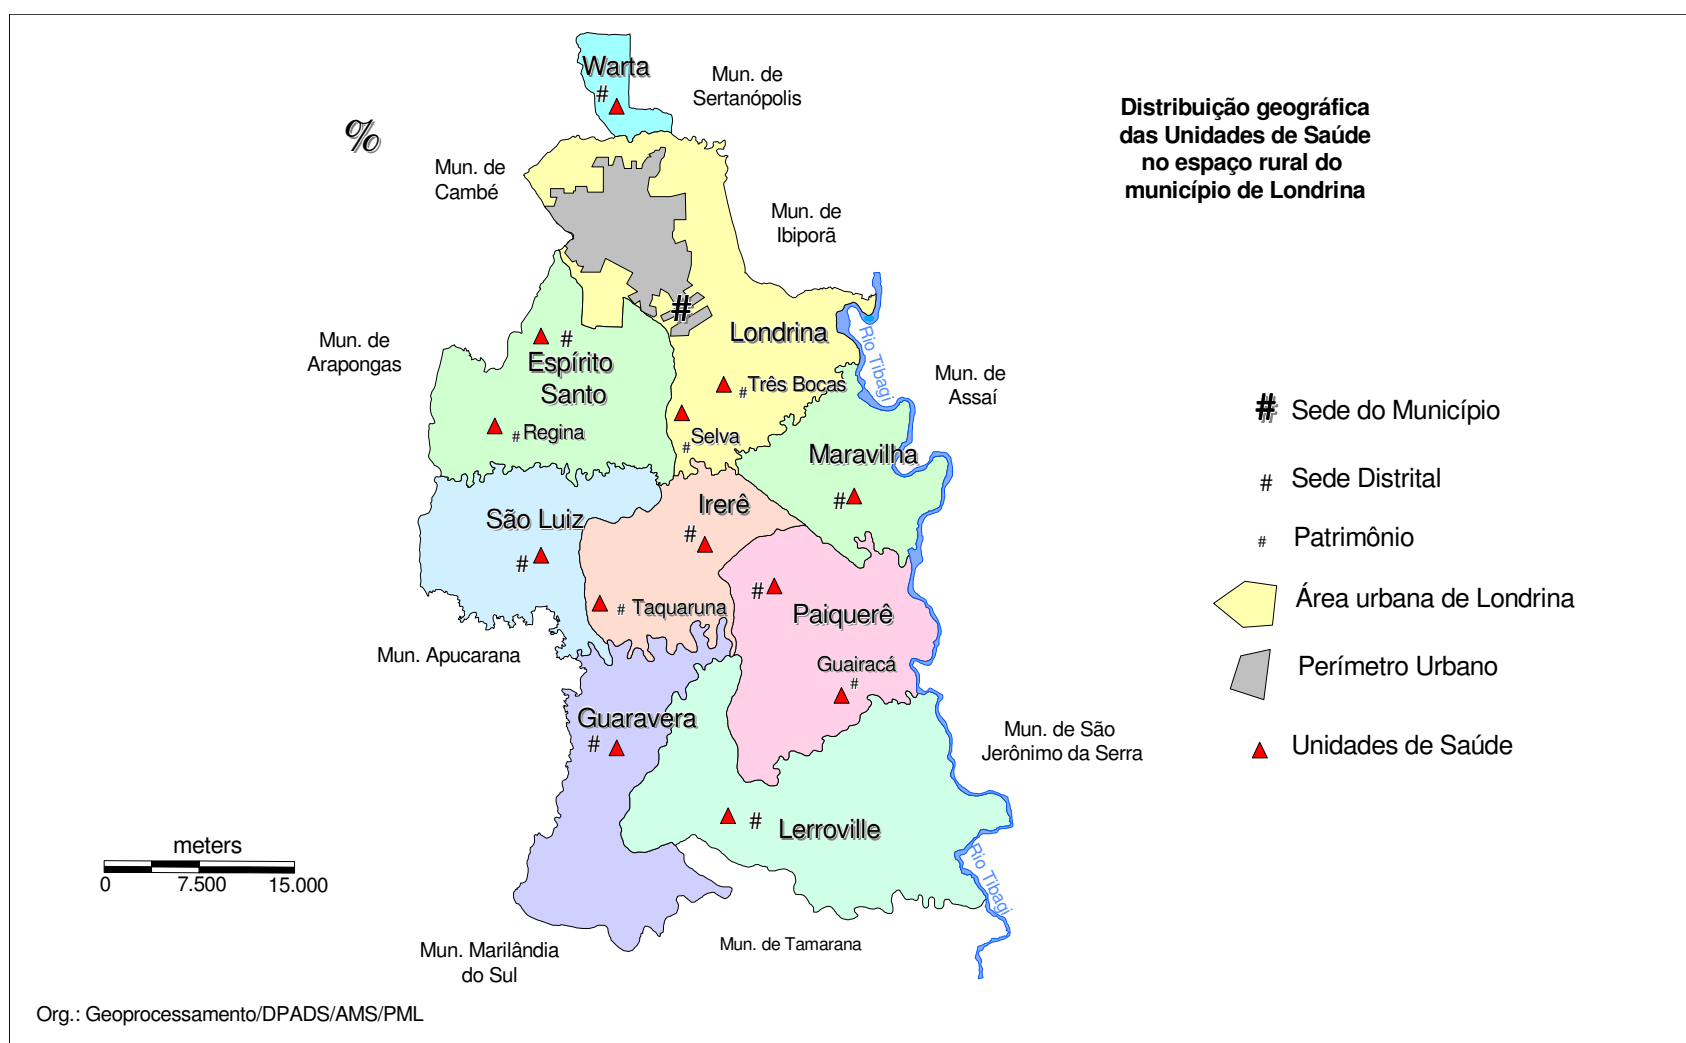 Distribuição geográfica
das Unidades de Saúde
no espaço rural do
município de Londrina
%
Warta
#
Mun. de
Sertanópolis
Mun. de
Cambé
Mun. de
Ibiporã
#
Londrina
Rio Tibagi
Mun. de
Arapongas
#
Espírito
Santo
# Três Bocas
Mun. de
Assaí
# Regina
Selva
#
Maravilha
#
Irerê
#
São Luiz
#
# Taquaruna
#
Paiquerê
Guairacá
#
Mun. Apucarana
Guaravera
#
Mun. de São
Jerônimo da Serra
#
Lerroville
Rio Tibagi
Mun. de Tamarana
Mun. Marilândia
do Sul
# Sede do Município
# Sede Distrital
# Patrimônio
Área urbana de Londrina
Perímetro Urbano
Unidades de Saúde
meters
0 7.500 15.000
Org.: Geoprocessamento/DPADS/AMS/PML